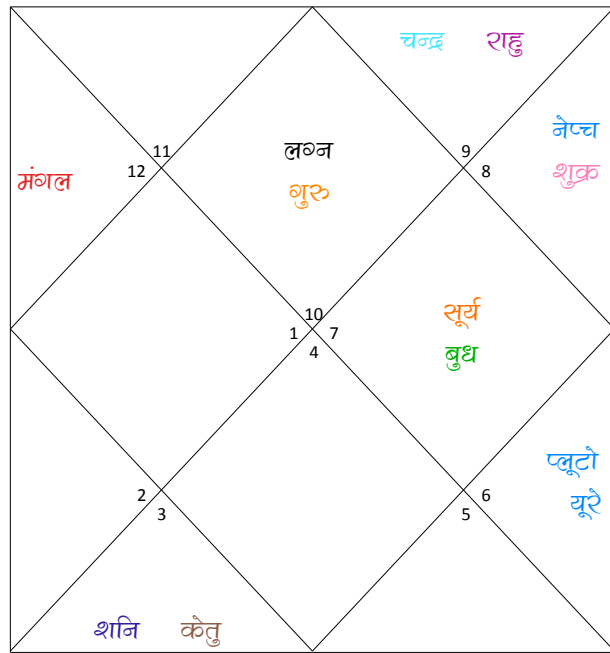 चन्द्र राहु
नेप्च
11 9
लग्न
12 8
मंगल शुक्र
गुरु
10 सूर्य
1 7
4 बुध
प्लूटो
2 6
यूरे
3 5
शनि केतु